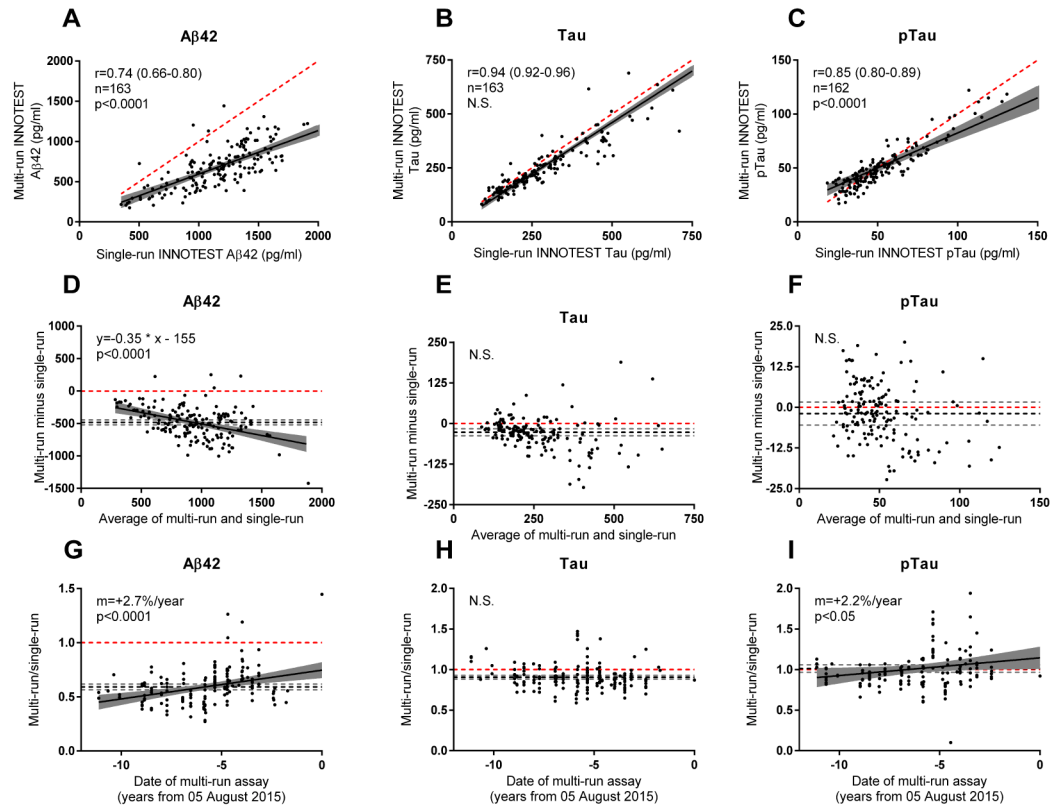 A
Aβ42
r=0.74 (0.66-0.80)
n=163
p<0.0001
Multi-run INNOTEST
Aβ42 (pg/ml)
2000
1500
1000
500
0
0 500 1000 1500 2000
Single-run INNOTEST Aβ42 (pg/ml)
B
Tau
r=0.94 (0.92-0.96)
n=163
N.S.
Multi-run INNOTEST
Tau (pg/ml)
750
500
250
0
0 250 500 750
Single-run INNOTEST Tau (pg/ml)
C
pTau
r=0.85 (0.80-0.89)
n=162
p<0.0001
Multi-run INNOTEST
pTau (pg/ml)
150
100
50
0
0 50 100 150
Single-run INNOTEST pTau (pg/ml)
D
Aβ42
y=-0.35 * x - 155
p<0.0001
Multi-run minus single-run
1000
500
0
-500
-1000
-1500
0 500 1000 1500 2000
Average of multi-run and single-run
E
Tau
N.S.
Multi-run minus single-run
250
125
0
-125
-250
0 250 500 750
Average of multi-run and single-run
F
pTau
N.S.
Multi-run minus single-run
25.0
12.5
0.0
-12.5
-25.0
0 50 100 150
Average of multi-run and single-run
G
Aβ42
m=+2.7%/year
p<0.0001
Multi-run/single-run
1.5
1.0
0.5
0.0
-10 -5 0
Date of multi-run assay
(years from 05 August 2015)
H
Tau
N.S.
Multi-run/single-run
2.0
1.5
1.0
0.5
0.0
-10 -5 0
Date of multi-run assay
(years from 05 August 2015)
I
pTau
m=+2.2%/year
p<0.05
Multi-run/single-run
2.0
1.5
1.0
0.5
0.0
-10 -5 0
Date of multi-run assay
(years from 05 August 2015)